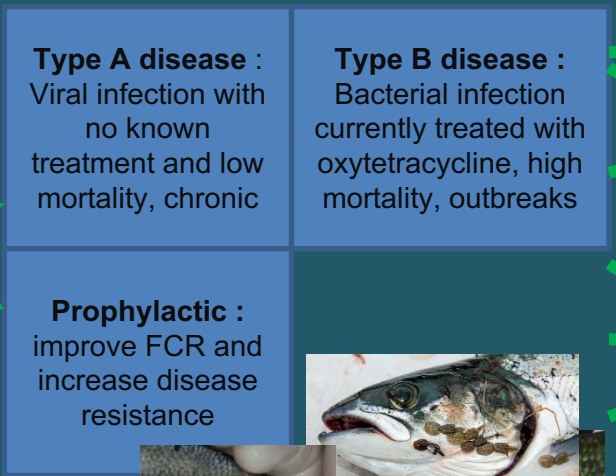 Type A disease :
Viral infection with
no known
treatment and low
mortality, chronic
Type B disease :
Bacterial infection
currently treated with
oxytetracycline, high
mortality, outbreaks
Prophylactic :
improve FCR and
increase disease
resistance